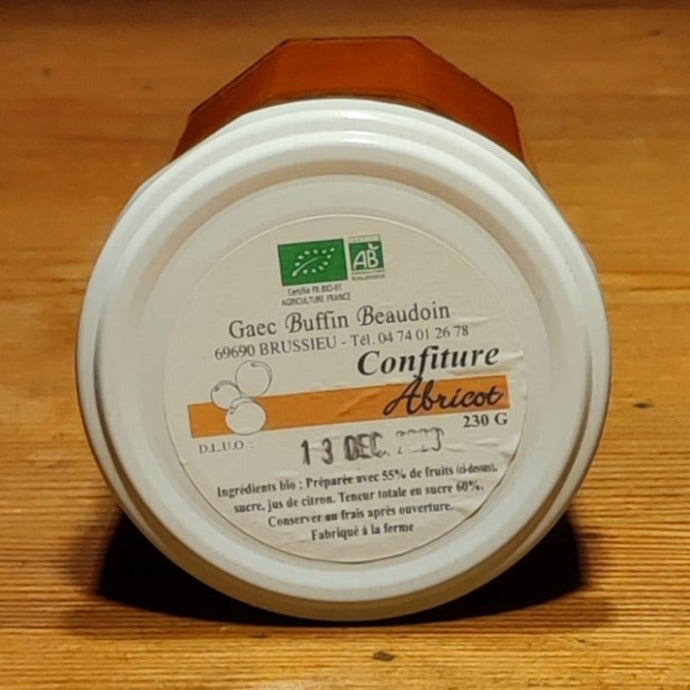 AB
Certifié FR-BIO-01
AGRICULTURE FRANCE
Gaec Buffin Beaudoin
69690 BRUSSIEU - Tél. 04 74 01 26 78
Confiture
Abricot
230 G
D.L.U.O. :
13 DEC.
Ingrédients bio : Préparée avec 55% de fruits (ci-dessus),
sucre, jus de citron. Teneur totale en sucre 60%.
Conserver au frais après ouverture.
Fabriqué à la ferme